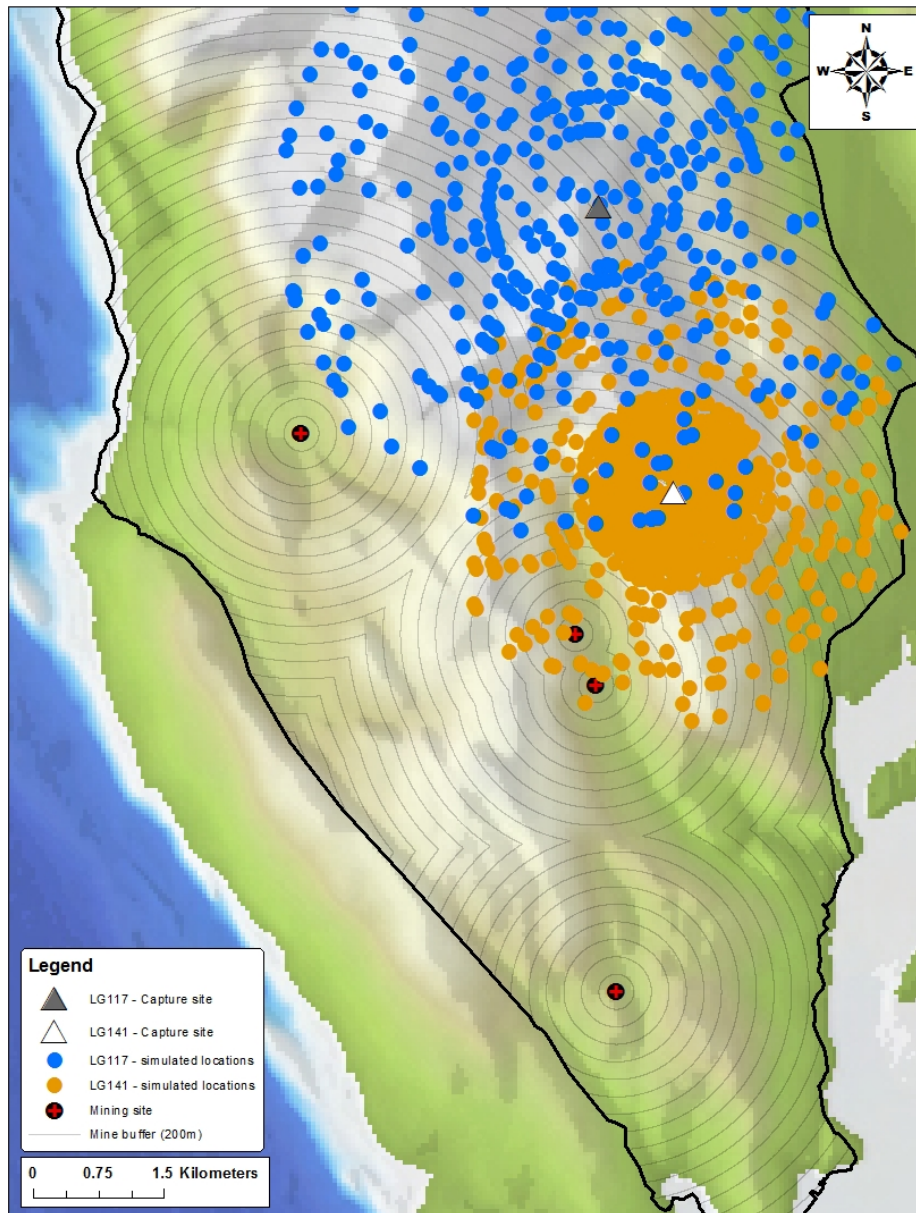 N
W E
S
Legend
LG117 - Capture site
LG141 - Capture site
LG117 - simulated locations
LG141 - simulated locations
Mining site
Mine buffer (200m)
0 0.75 1.5 Kilometers